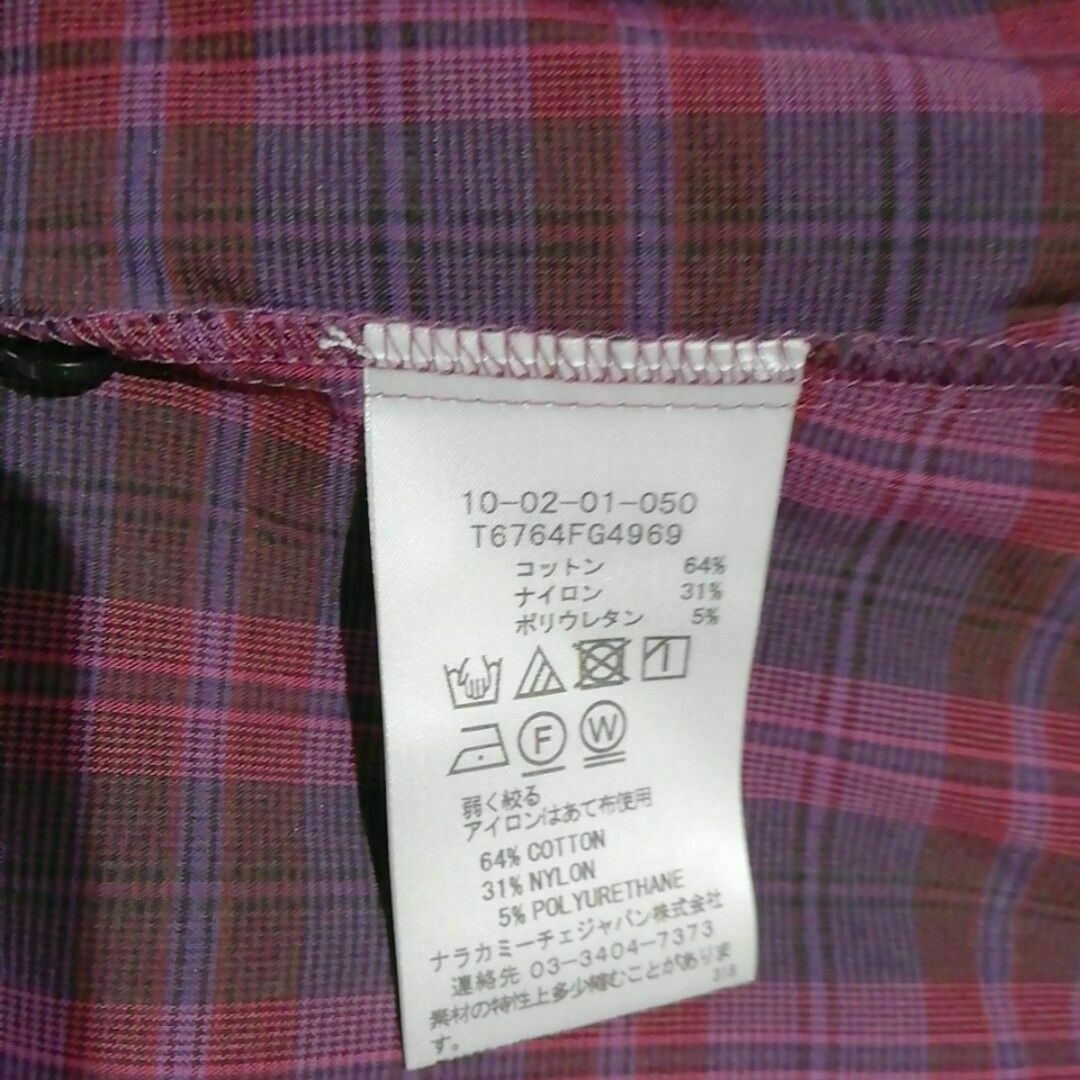 10-02-01-050
T6764FG4969
コットン 64%
ナイロン 31%
ポリウレタン 5%
F W
弱く絞る
アイロンはあて布使用
64% COTTON
31% NYLON
5% POLYURETHANE
ナラカミーチェジャパン株式会社
連絡先 03-3404-7373
素材の特性上多少縮むことがありま
す。
318